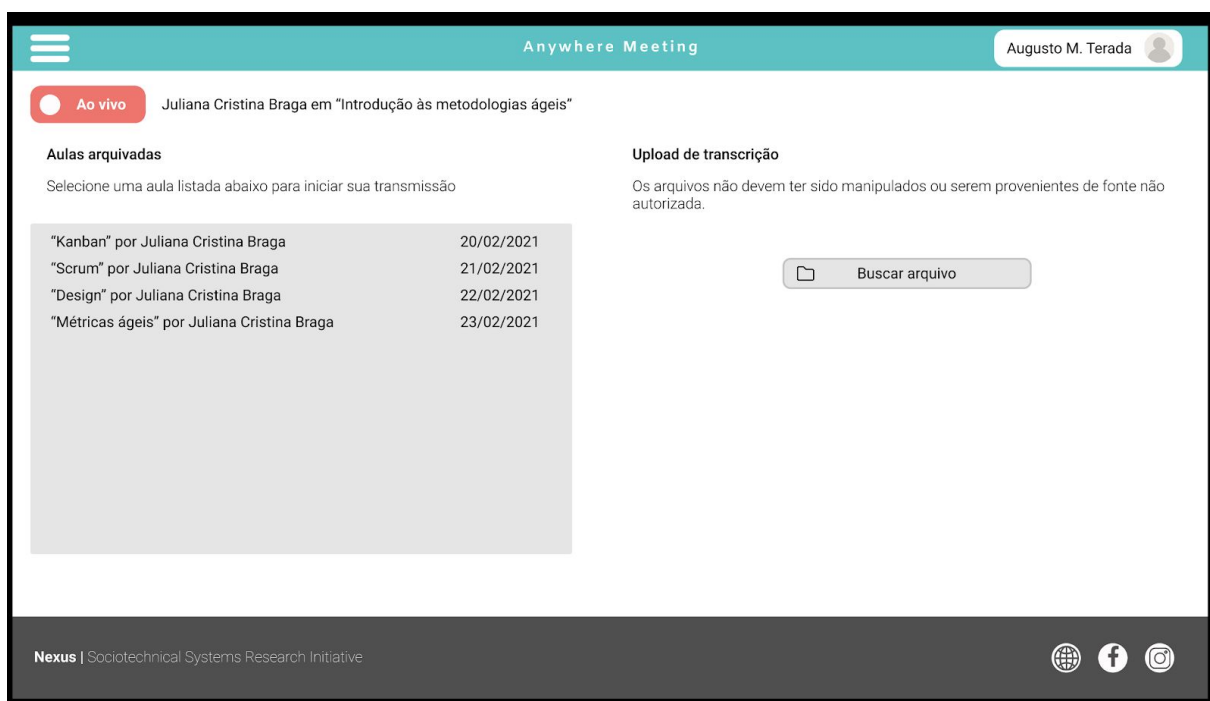 Anywhere Meeting
Augusto M. Terada
Ao vivo
Juliana Cristina Braga em “Introdução às metodologias ágeis”
Aulas arquivadas
Selecione uma aula listada abaixo para iniciar sua transmissão
“Kanban” por Juliana Cristina Braga 20/02/2021
“Scrum” por Juliana Cristina Braga 21/02/2021
“Design” por Juliana Cristina Braga 22/02/2021
“Métricas ágeis” por Juliana Cristina Braga 23/02/2021
Upload de transcrição
Os arquivos não devem ter sido manipulados ou serem provenientes de fonte não
autorizada.
Buscar arquivo
Nexus | Sociotechnical Systems Research Initiative